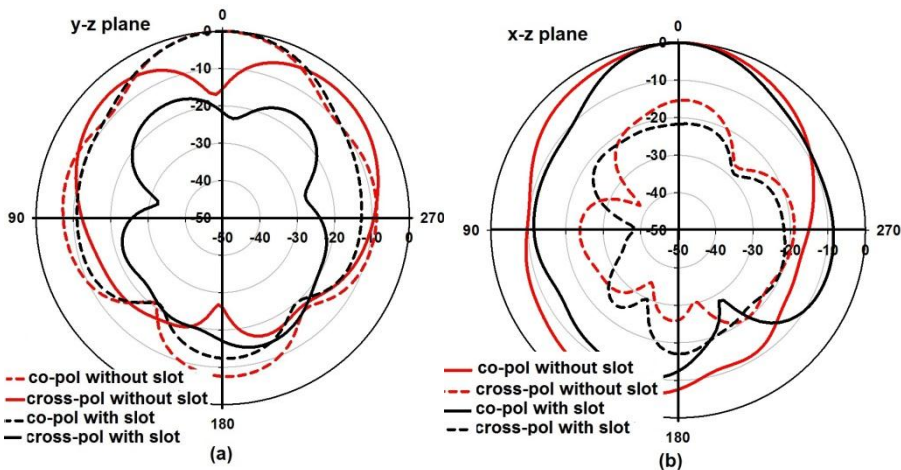 y-z plane
0
0
-10
-20
-30
-40
90
-50
270
-50
-40
-30
-20
-10
0
co-pol without slot
cross-pol without slot
co-pol with slot
cross-pol with slot
180
(a)
x-z plane
0
0
-10
-20
-30
-40
90
-50
270
-50
-40
-30
-20
-10
0
co-pol without slot
cross-pol without slot
co-pol with slot
cross-pol with slot
180
(b)